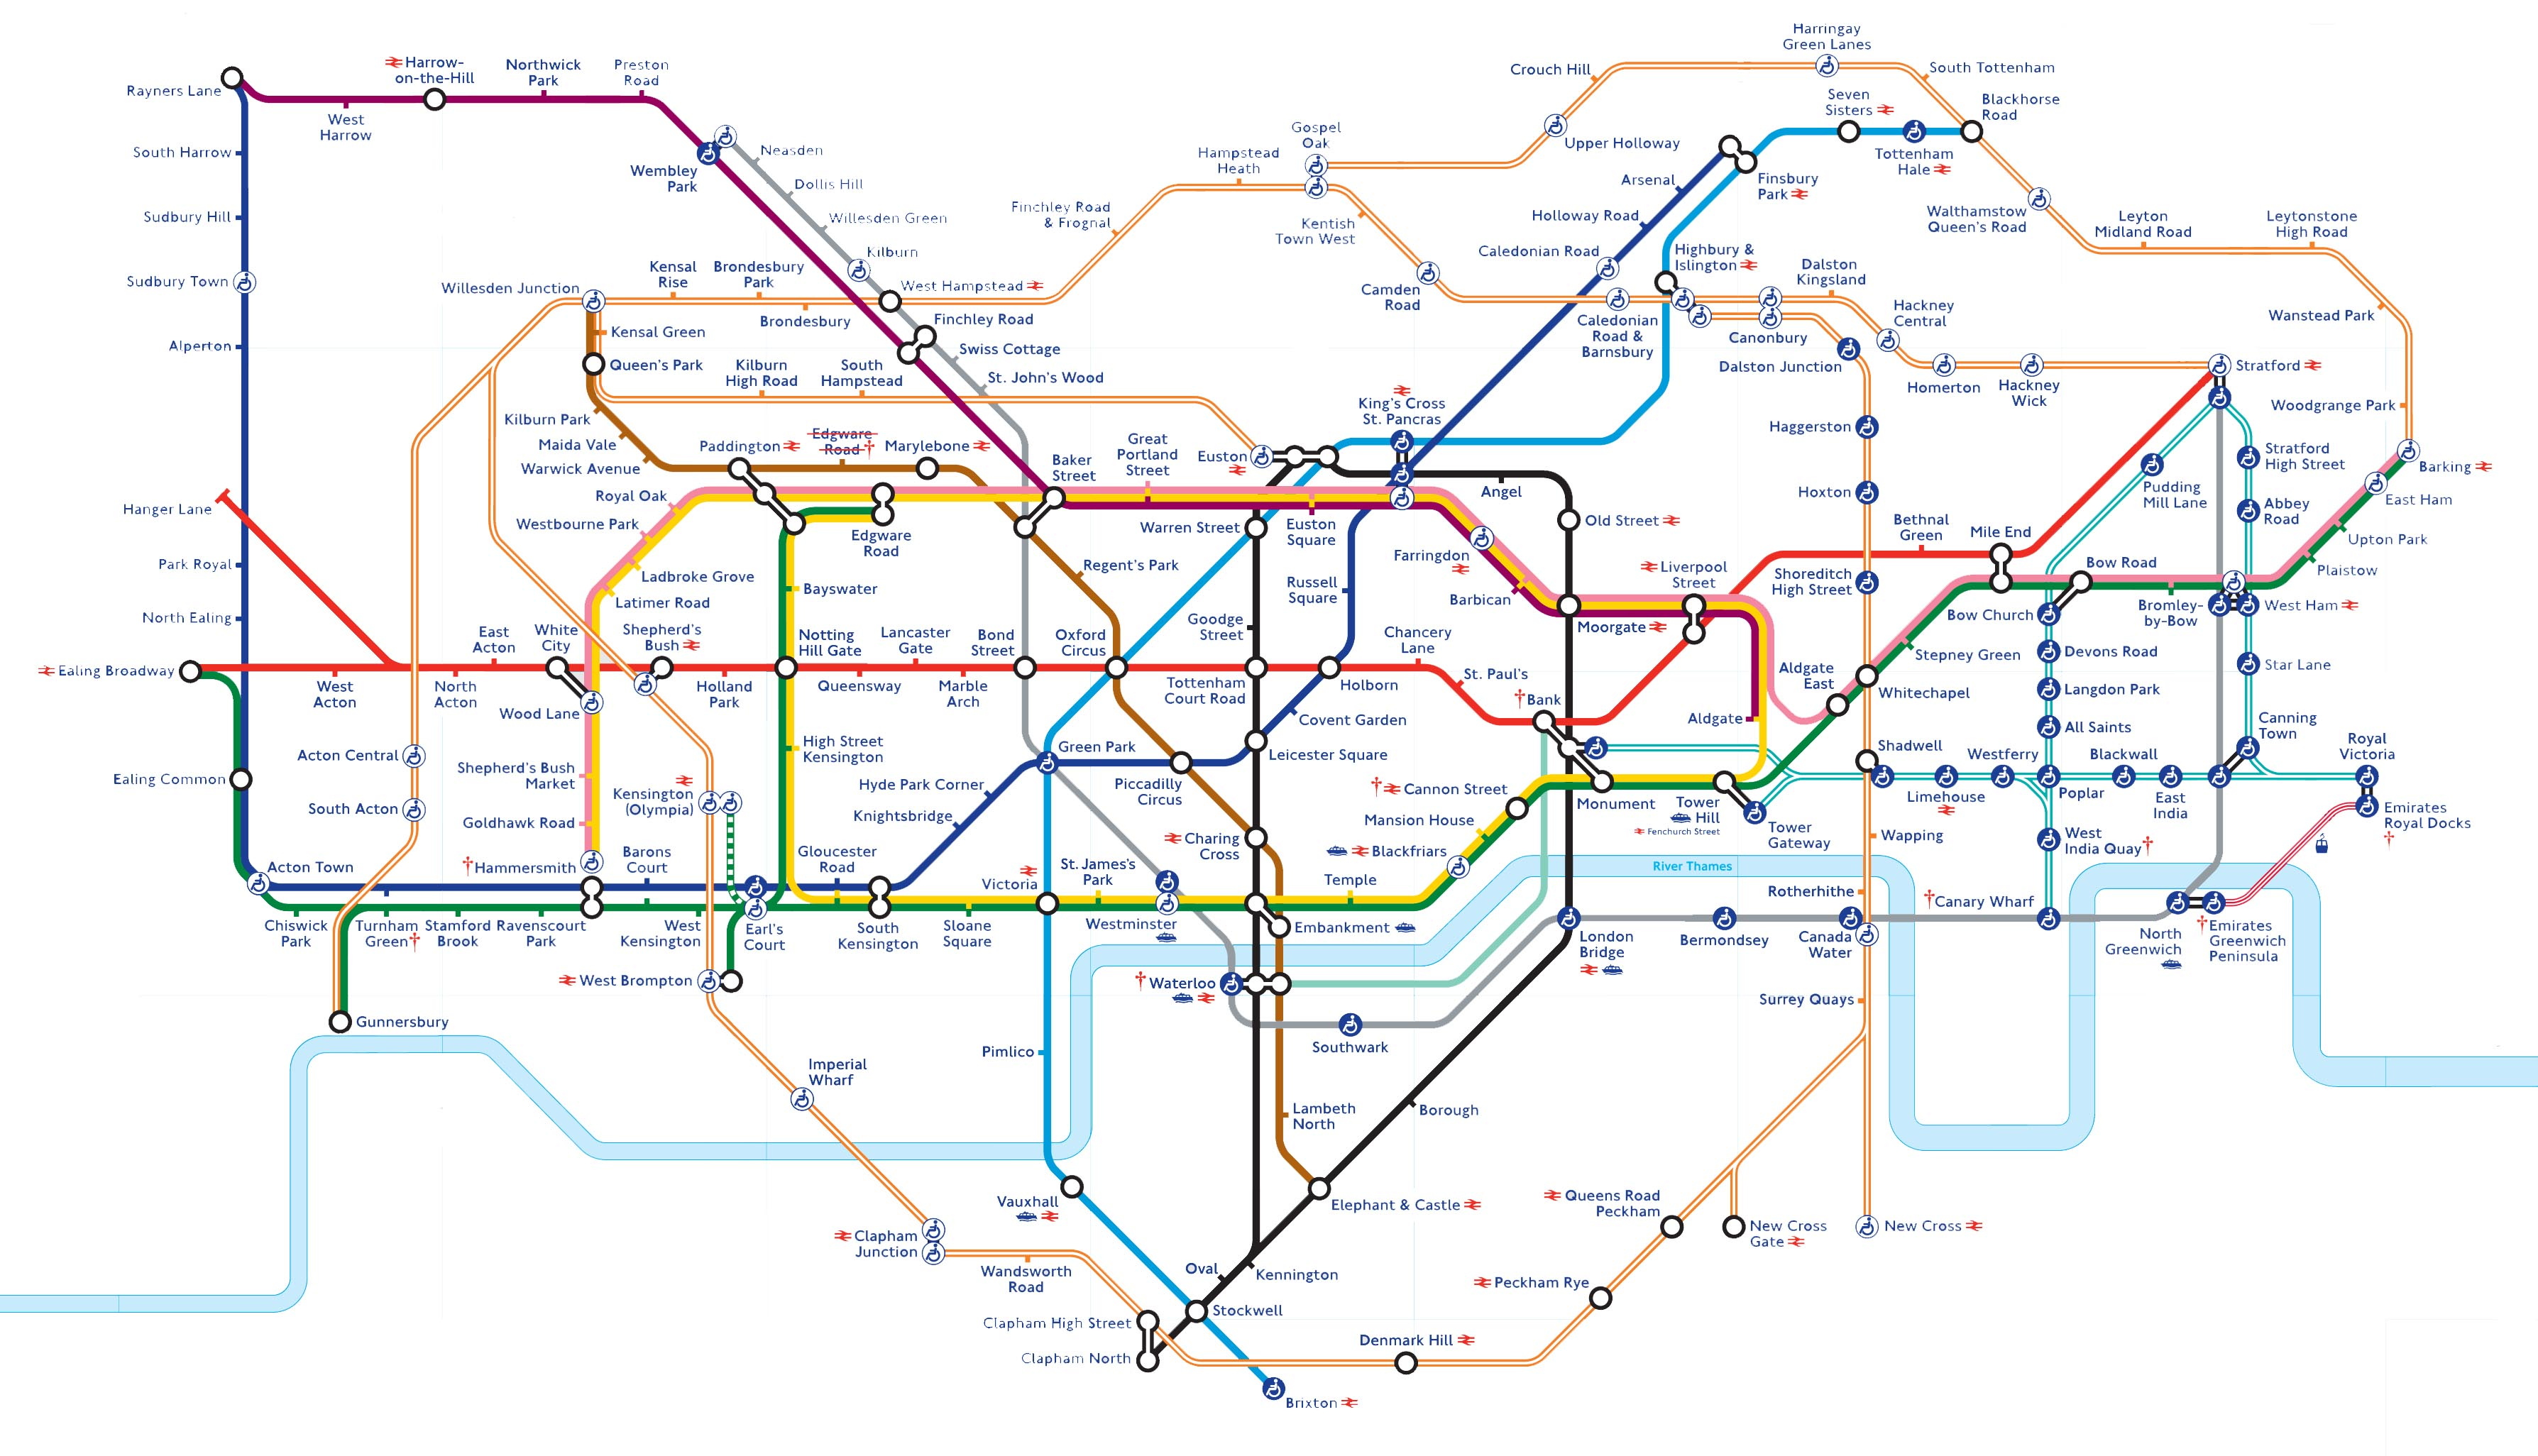 Harringay
Green Lanes
Crouch Hill
South Tottenham
Harrow-
on-the-Hill
Northwick
Park
Preston
Road
Rayners Lane
West
Harrow
Seven
Sisters
Blackhorse
Road
Gospel
Oak
Upper Holloway
Tottenham
Hale
South Harrow
Neasden
Hampstead
Heath
Wembley
Park
Dollis Hill
Arsenal
Finsbury
Park
Sudbury Hill
Willesden Green
Finchley Road
& Frognal
Kentish
Town West
Holloway Road
Walthamstow
Queen's Road
Leyton
Midland Road
Leytonstone
High Road
Kilburn
Caledonian Road
Highbury &
Islington
Sudbury Town
Willesden Junction
Kensal
Rise
Brondesbury
Park
West Hampstead
Camden
Road
Dalston
Kingsland
Brondesbury
Finchley Road
Caledonian
Road &
Barnsbury
Canonbury
Hackney
Central
Wanstead Park
Kensal Green
Alperton
Swiss Cottage
Queen's Park
Kilburn
High Road
South
Hampstead
St. John's Wood
Dalston Junction
Homerton
Hackney
Wick
Stratford
King's Cross
St. Pancras
Woodgrange Park
Kilburn Park
Haggerston
Maida Vale
Paddington
Edgware
Road†
Marylebone
Great
Portland
Street
Euston
Stratford
High Street
Barking
Warwick Avenue
Baker
Street
Pudding
Mill Lane
Royal Oak
Angel
Hoxton
East Ham
Hanger Lane
Abbey
Road
Westbourne Park
Edgware
Road
Warren Street
Euston
Square
Old Street
Bethnal
Green
Mile End
Upton Park
Farringdon
Park Royal
Regent's Park
Liverpool
Street
Bow Road
Plaistow
Ladbroke Grove
Bayswater
Russell
Square
Shoreditch
High Street
Latimer Road
Barbican
Bow Church
Bromley-
by-Bow
West Ham
North Ealing
Moorgate
Goodge
Street
East
Acton
White
City
Shepherd's
Bush
Notting
Hill Gate
Lancaster
Gate
Bond
Street
Oxford
Circus
Chancery
Lane
Devons Road
Stepney Green
Star Lane
Ealing Broadway
West
Acton
North
Acton
Holland
Park
Queensway
Marble
Arch
Tottenham
Court Road
Holborn
St. Paul's
Aldgate
East
Whitechapel
Langdon Park
Wood Lane
†Bank
Covent Garden
Aldgate
All Saints
Canning
Town
Acton Central
High Street
Kensington
Green Park
Leicester Square
Shadwell
Westferry
Blackwall
Royal
Victoria
Ealing Common
Shepherd's Bush
Market
Hyde Park Corner
Piccadilly
Circus
† Cannon Street
Monument
Tower
Hill
Fenchurch Street
Limehouse
Poplar
East
India
Emirates
Royal Docks
†
South Acton
Kensington
(Olympia)
Goldhawk Road
Knightsbridge
Mansion House
Tower
Gateway
Wapping
West
India Quay†
Charing
Cross
Blackfriars
Acton Town
†Hammersmith
Barons
Court
Gloucester
Road
Victoria
St. James's
Park
Temple
River Thames
Rotherhithe
†Canary Wharf
Chiswick
Park
Turnham
Green†
Stamford
Brook
Ravenscourt
Park
West
Kensington
Earl's
Court
South
Kensington
Sloane
Square
Westminster
Embankment
London
Bridge
Bermondsey
Canada
Water
North
Greenwich
†Emirates
Greenwich
Peninsula
West Brompton
† Waterloo
Surrey Quays
Gunnersbury
Southwark
Imperial
Wharf
Pimlico
Lambeth
North
Borough
Vauxhall
Elephant & Castle
Queens Road
Peckham
New Cross
Gate
New Cross
Clapham
Junction
Wandsworth
Road
Oval
Kennington
Peckham Rye
Stockwell
Clapham High Street
Denmark Hill
Clapham North
Brixton